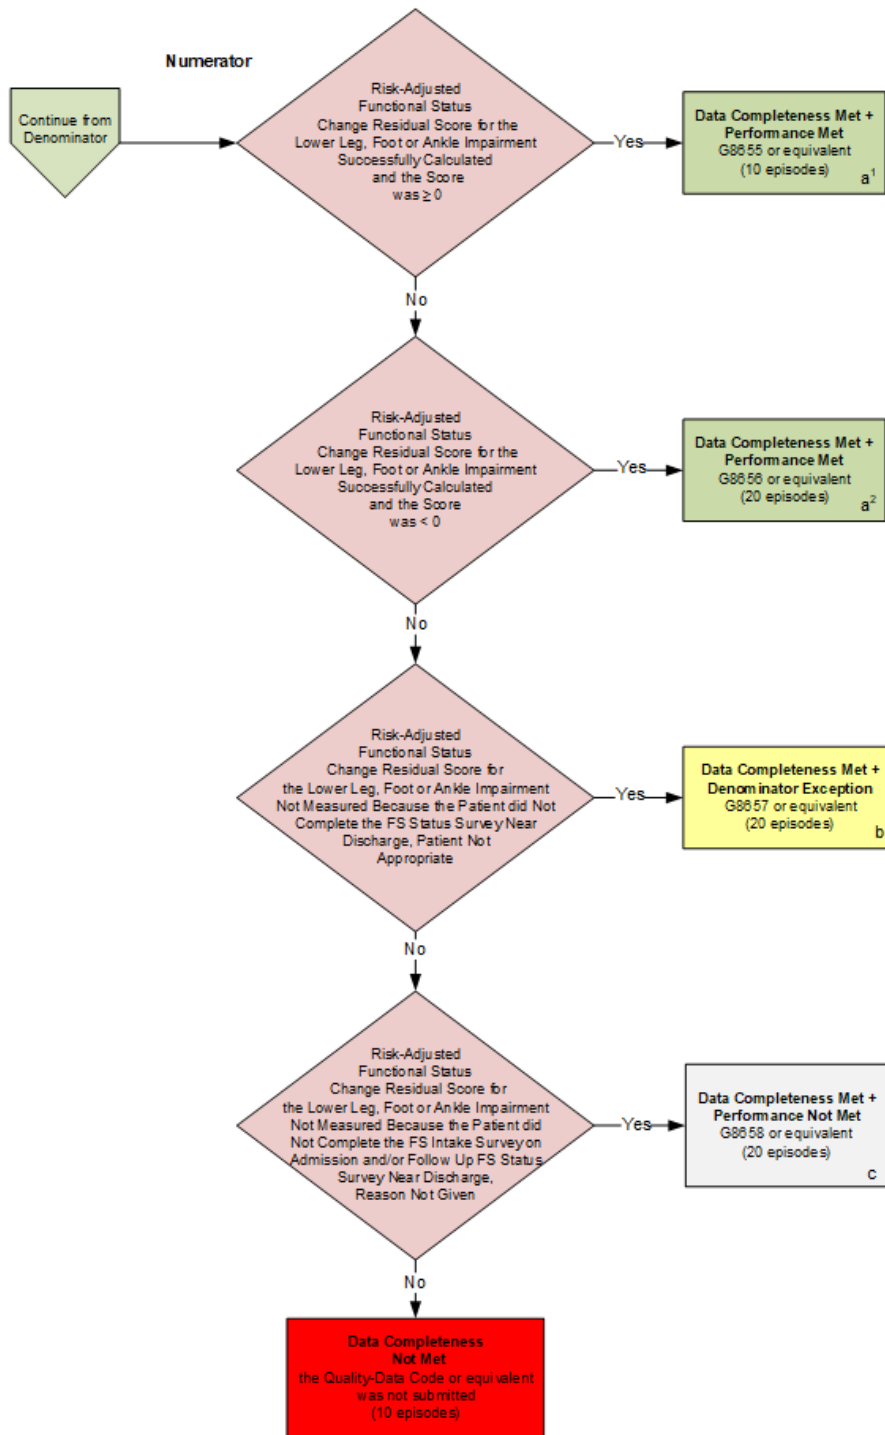 Numerator
Continue from
Denominator
Risk-Adjusted
Functional Status
Change Residual Score for the
Lower Leg, Foot or Ankle Impairment
Successfully Calculated
and the Score
was ≥ 0
Yes
Data Completeness Met +
Performance Met
G8655 or equivalent
(10 episodes)
a¹
No
Risk-Adjusted
Functional Status
Change Residual Score for the
Lower Leg, Foot or Ankle Impairment
Successfully Calculated
and the Score
was < 0
Yes
Data Completeness Met +
Performance Met
G8656 or equivalent
(20 episodes)
a²
No
Risk-Adjusted
Functional Status
Change Residual Score for
the Lower Leg, Foot or Ankle Impairment
Not Measured Because the Patient did Not
Complete the FS Status Survey Near
Discharge, Patient Not
Appropriate
Yes
Data Completeness Met +
Denominator Exception
G8657 or equivalent
(20 episodes)
b
No
Risk-Adjusted
Functional Status
Change Residual Score for
the Lower Leg, Foot or Ankle Impairment
Not Measured Because the Patient did
Not Complete the FS Intake Survey on
Admission and/or Follow Up FS Status
Survey Near Discharge,
Reason Not Given
Yes
Data Completeness Met +
Performance Not Met
G8658 or equivalent
(20 episodes)
c
No
Data Completeness
Not Met
the Quality-Data Code or equivalent
was not submitted
(10 episodes)